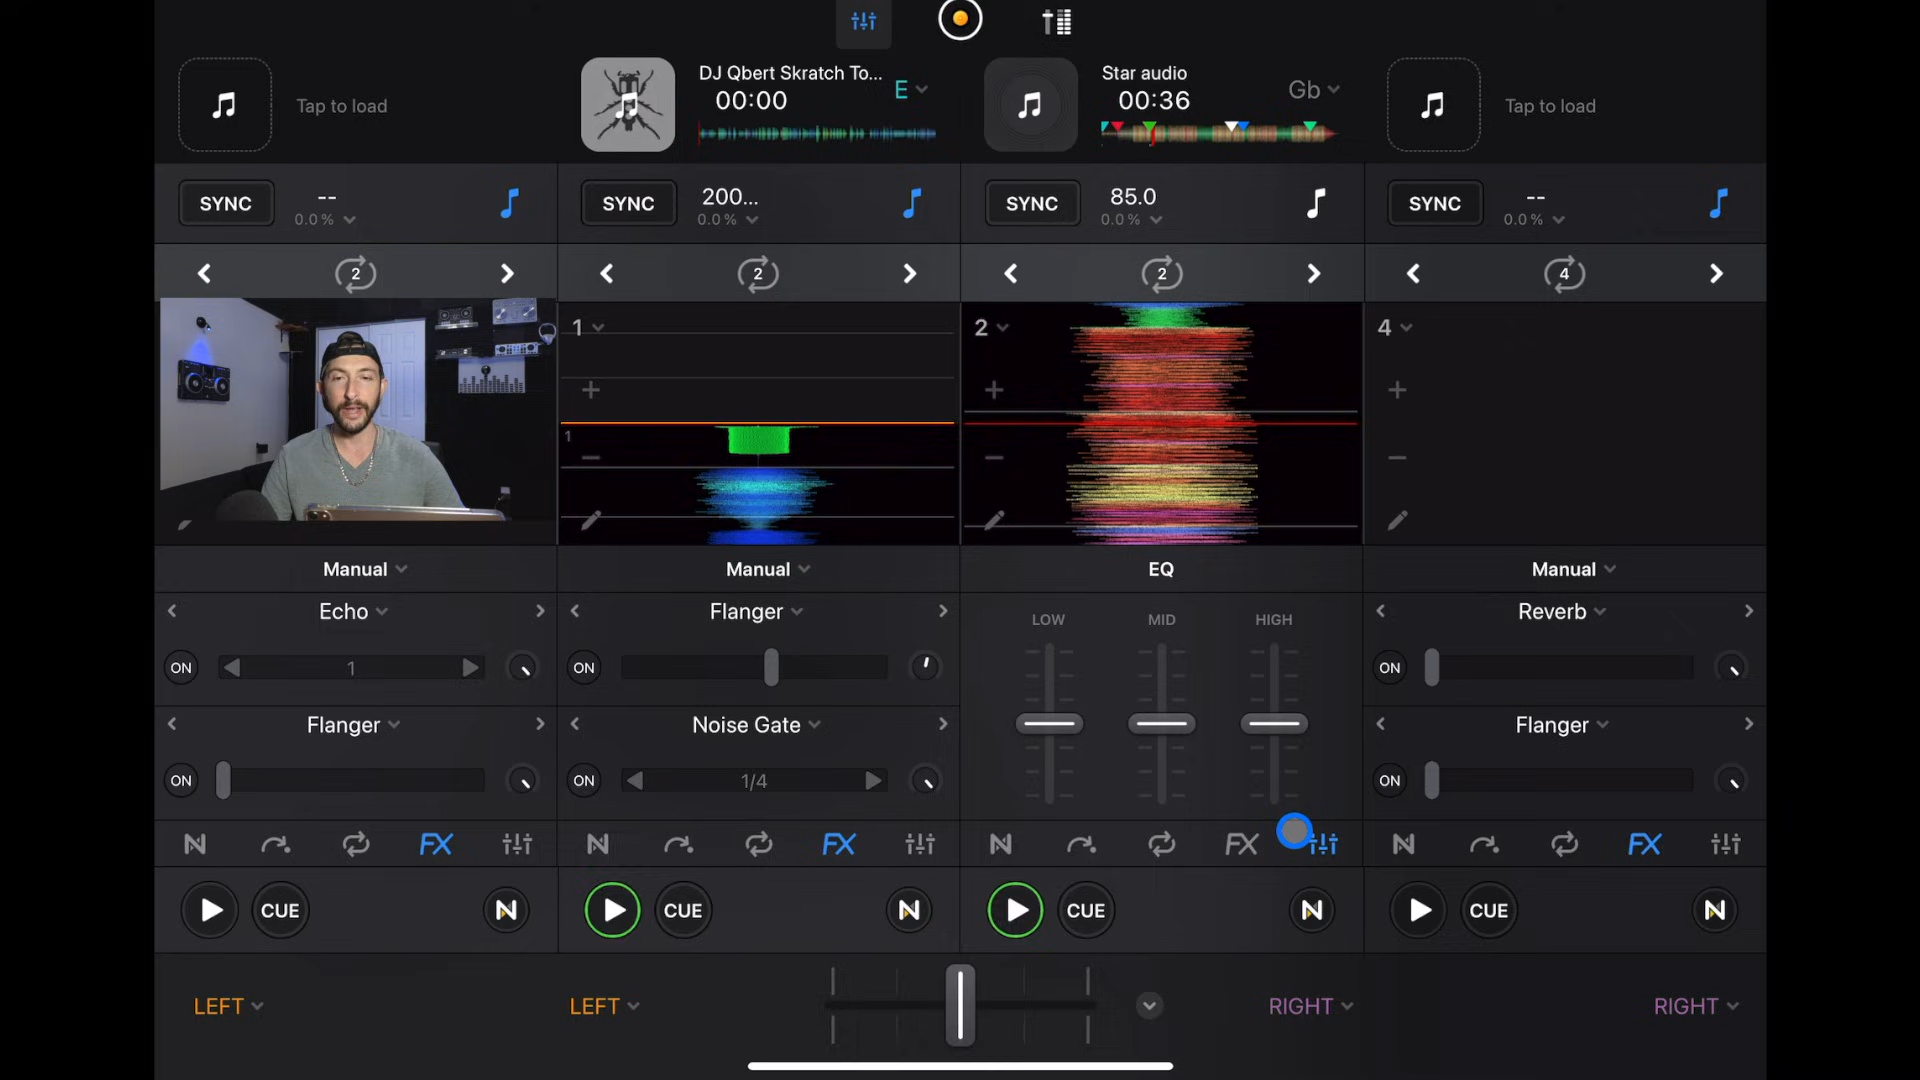 Tap to load
DJ Qbert Skratch To...
00:00
E
Star audio
00:36
Gb
Tap to load
SYNC
--
0.0 %
SYNC
200...
0.0 %
SYNC
85.0
0.0 %
SYNC
--
0.0 %
2
2
2
4
1
1
2
4
Manual
Manual
EQ
Manual
Echo
ON
1
Flanger
ON
Flanger
ON
Noise Gate
ON
1/4
LOW
MID
HIGH
Reverb
ON
Flanger
ON
FX
FX
FX
FX
CUE
CUE
CUE
CUE
LEFT
LEFT
RIGHT
RIGHT